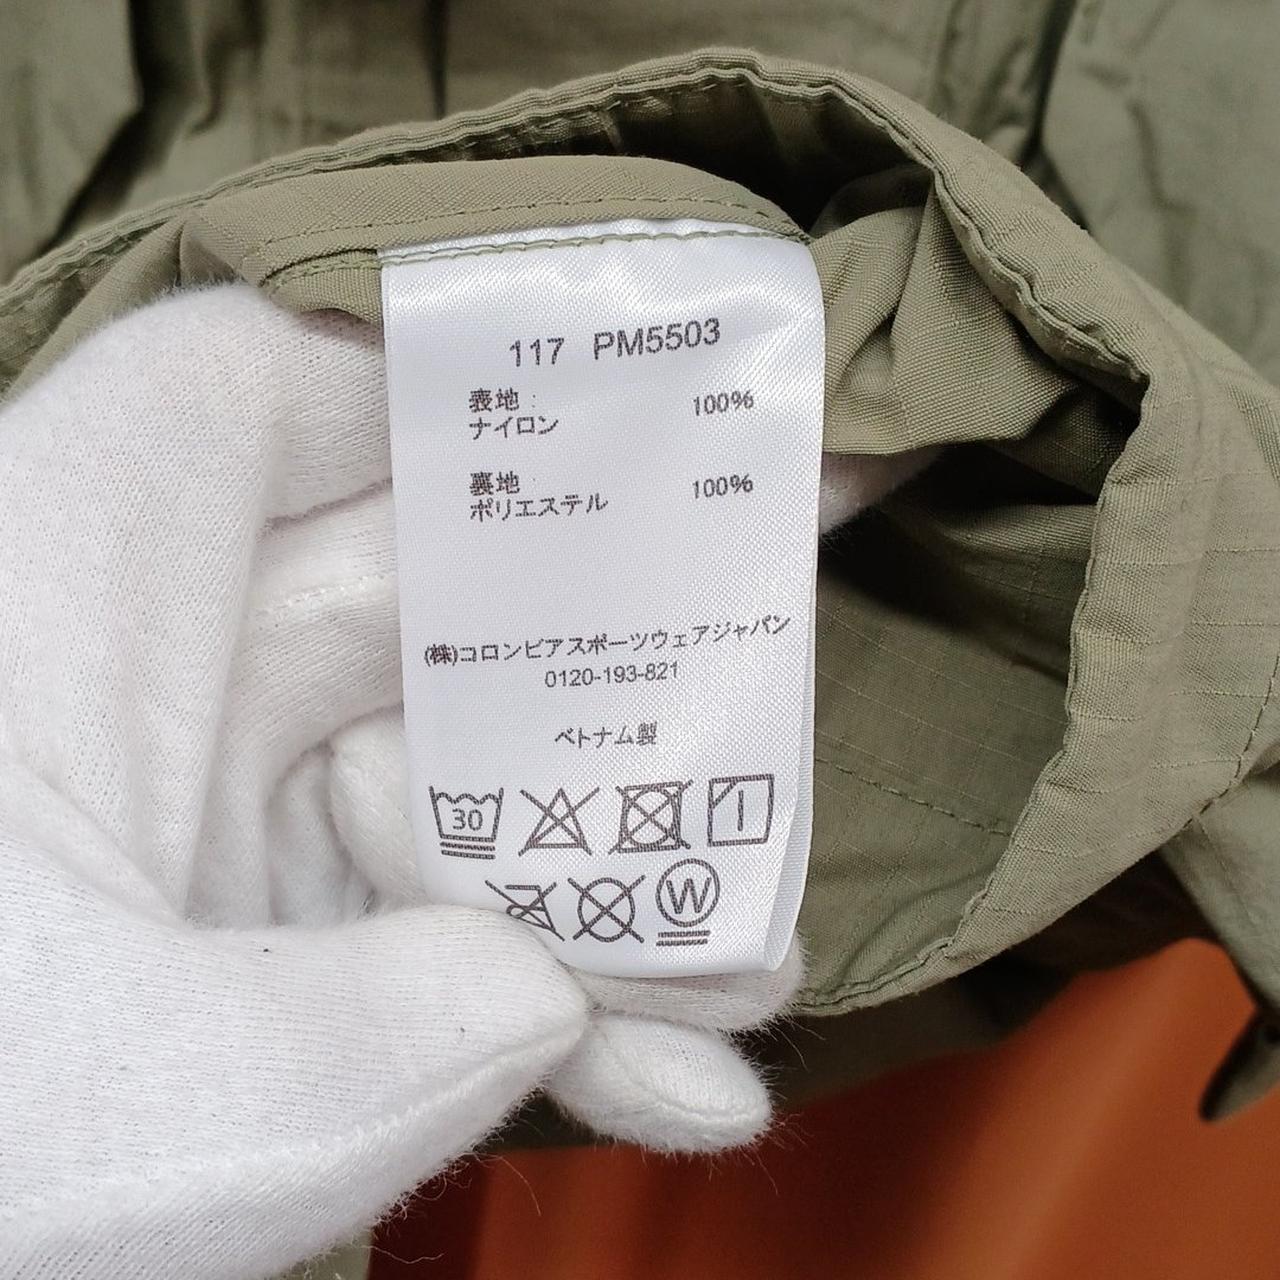 117 PM5503
表地 : 100%
ナイロン
裏地 : 100%
ポリエステル
(株)コロンビアスポーツウェアジャパン
0120-193-821
ベトナム製
30
W